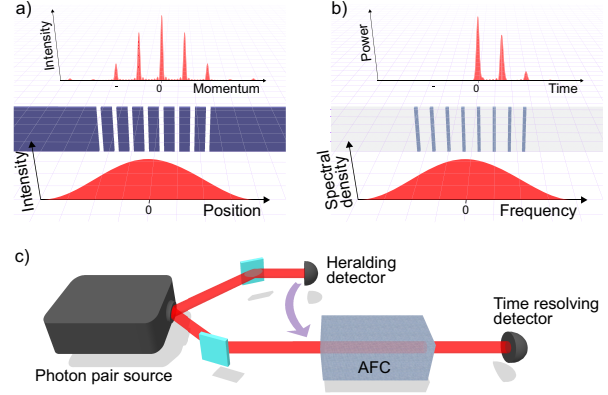 a)
Intensity
-
0
Momentum
Intensity
0
Position
b)
Power
-
0
Time
Spectral
density
0
Frequency
c)
Heralding
detector
Time resolving
detector
AFC
Photon pair source